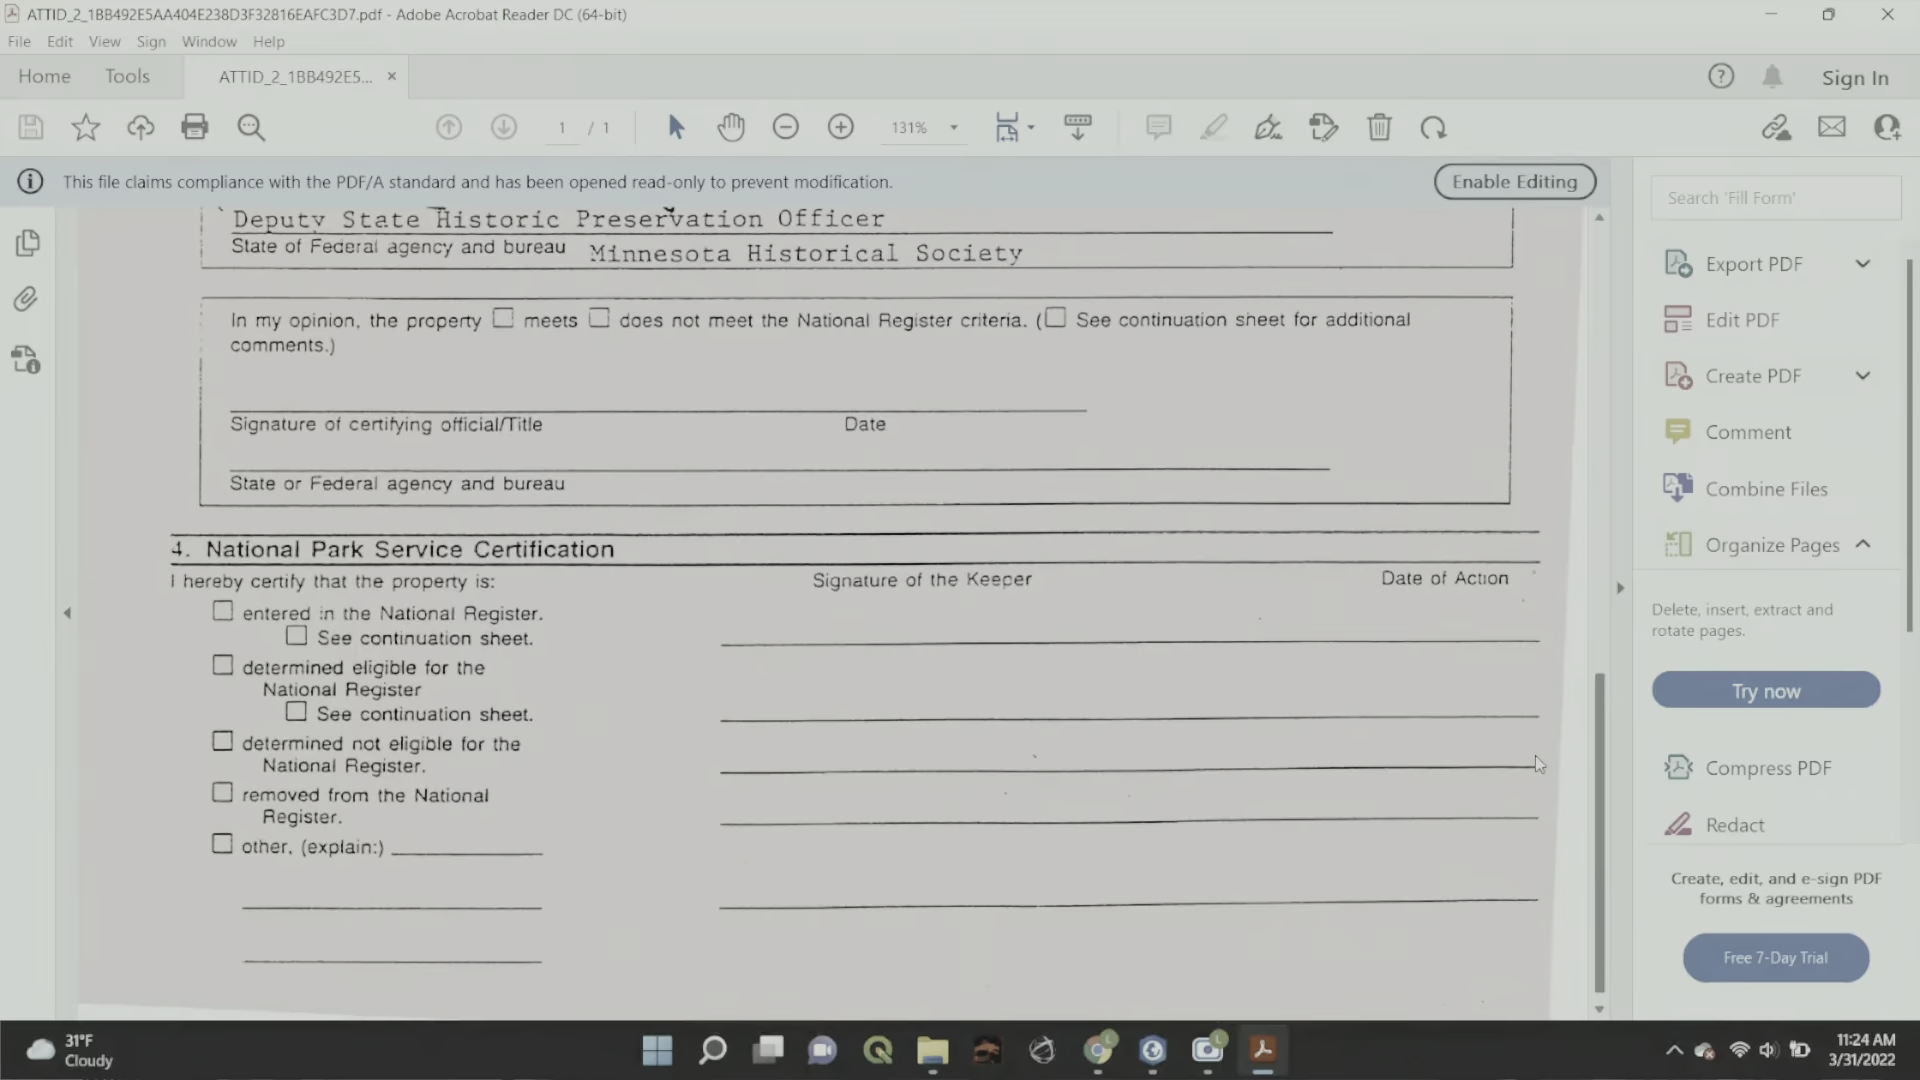 ATTID_2_1BB492E5AA404E238D3F32816EAFC3D7.pdf - Adobe Acrobat Reader DC (64-bit)
File Edit View Sign Window Help
Home Tools ATTID_2_1BB492E5... × Sign In
1 / 1 131%
This file claims compliance with the PDF/A standard and has been opened read-only to prevent modification. Enable Editing
Deputy State Historic Preservation Officer
State of Federal agency and bureau Minnesota Historical Society
In my opinion, the property meets does not meet the National Register criteria. ( See continuation sheet for additional
comments.)
Signature of certifying official/Title Date
State or Federal agency and bureau
4. National Park Service Certification
I hereby certify that the property is: Signature of the Keeper Date of Action
entered in the National Register.
See continuation sheet.
determined eligible for the
National Register
See continuation sheet.
determined not eligible for the
National Register.
removed from the National
Register.
other, (explain:)
Search 'Fill Form'
Export PDF
Edit PDF
Create PDF
Comment
Combine Files
Organize Pages
Delete, insert, extract and
rotate pages.
Try now
Compress PDF
Redact
Create, edit, and e-sign PDF
forms & agreements
Free 7-Day Trial
31°F
Cloudy
11:24 AM
3/31/2022